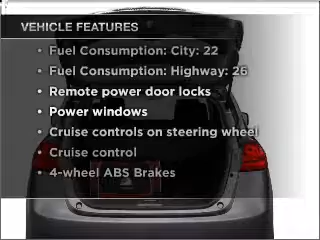 VEHICLE FEATURES
• Fuel Consumption: City: 22
• Fuel Consumption: Highway: 26
• Remote power door locks
• Power windows
• Cruise controls on steering wheel
• Cruise control
• 4-wheel ABS Brakes